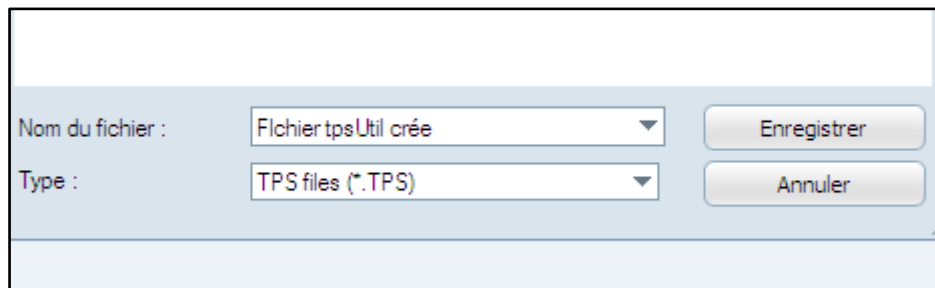 Nom du fichier : FIchier tpsUtil crée Enregistrer
Type : TPS files (*.TPS) Annuler